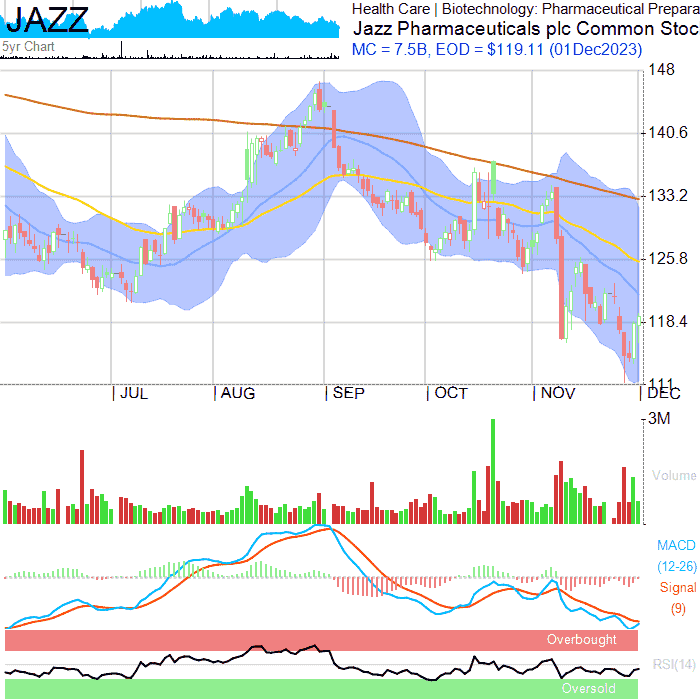 JAZZ
Health Care | Biotechnology: Pharmaceutical Prepara
Jazz Pharmaceuticals plc Common Stoc
5yr Chart
MC = 7.5B, EOD = $119.11 (01Dec2023)
148
140.6
133.2
125.8
118.4
111
JUL AUG SEP OCT NOV DEC
3M
Volume
MACD
(12-26)
Signal
(9)
Overbought
RSI(14)
Oversold